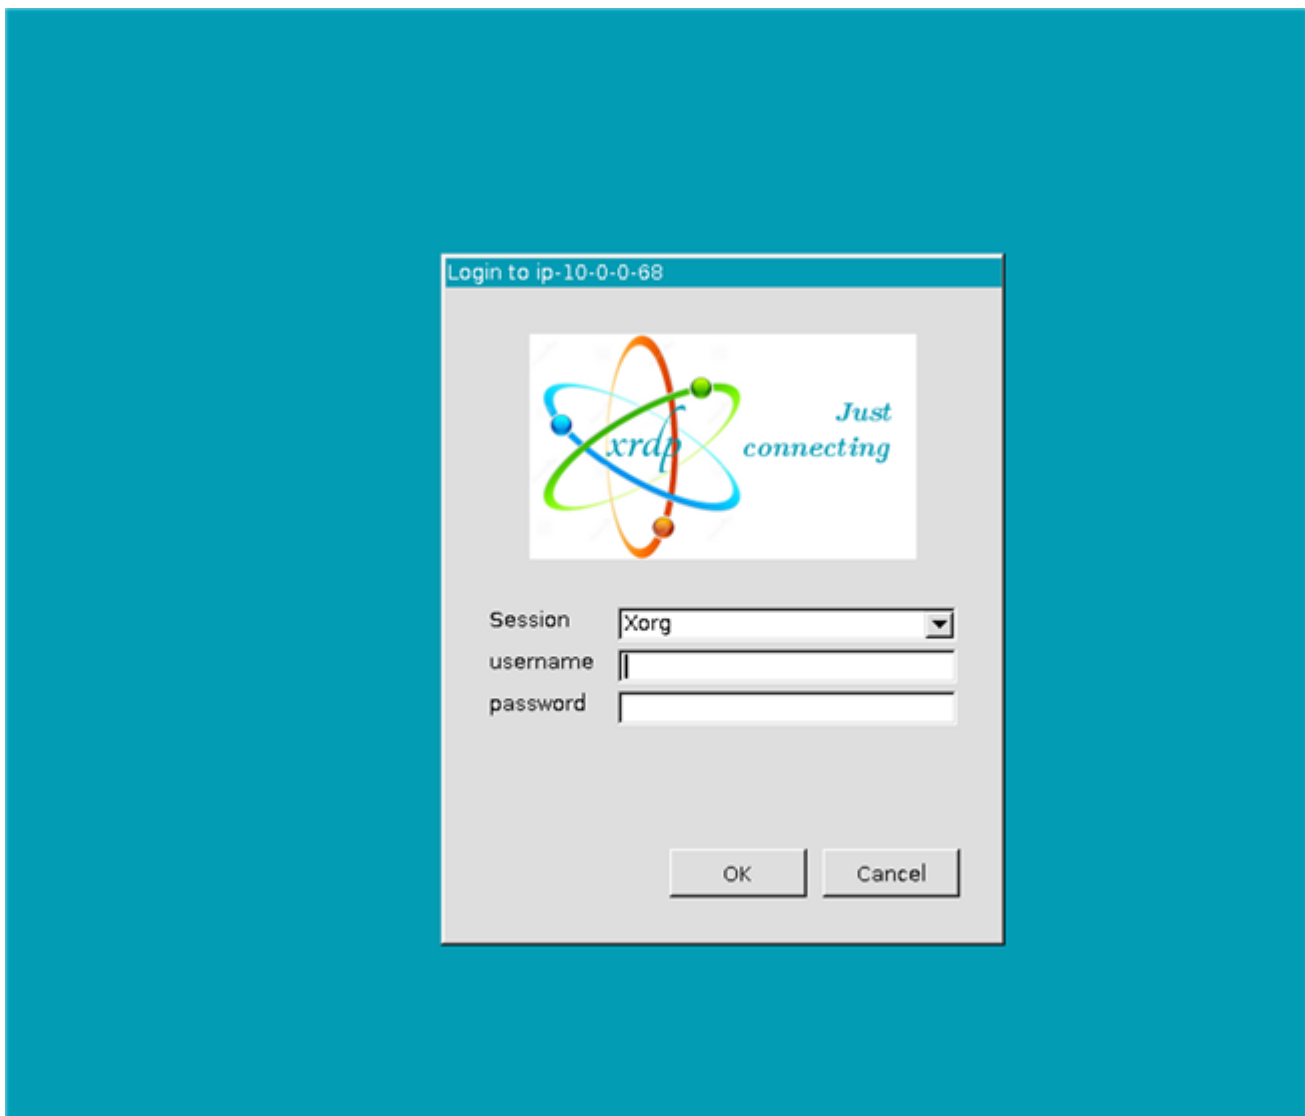 Login to ip-10-0-0-68
xrdp
Just
connecting
Session Xorg
username
password
OK Cancel